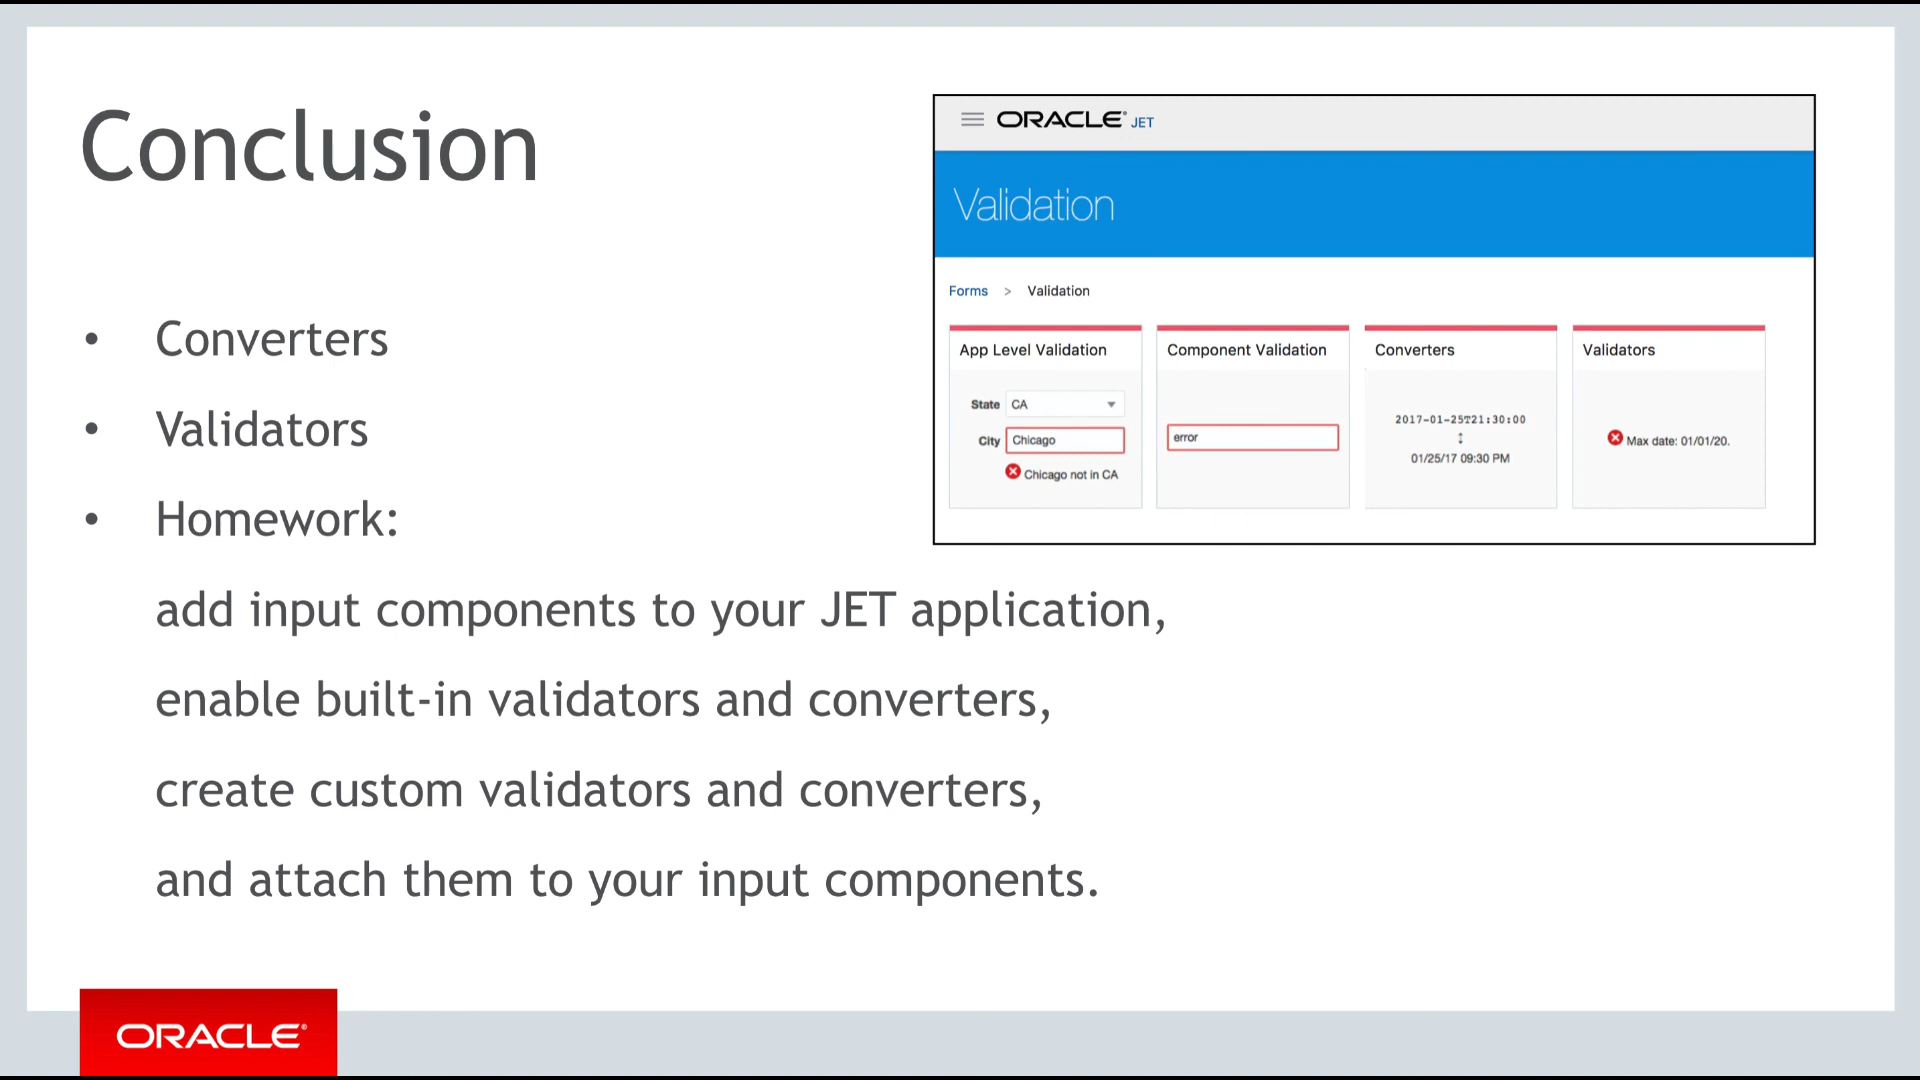 Conclusion
• Converters
• Validators
• Homework:
add input components to your JET application,
enable built-in validators and converters,
create custom validators and converters,
and attach them to your input components.
ORACLE® JET
Validation
Forms > Validation
App Level Validation
State CA
City Chicago
Chicago not in CA
Component Validation
error
Converters
2017-01-25T21:30:00
↕
01/25/17 09:30 PM
Validators
Max date: 01/01/20.
ORACLE®